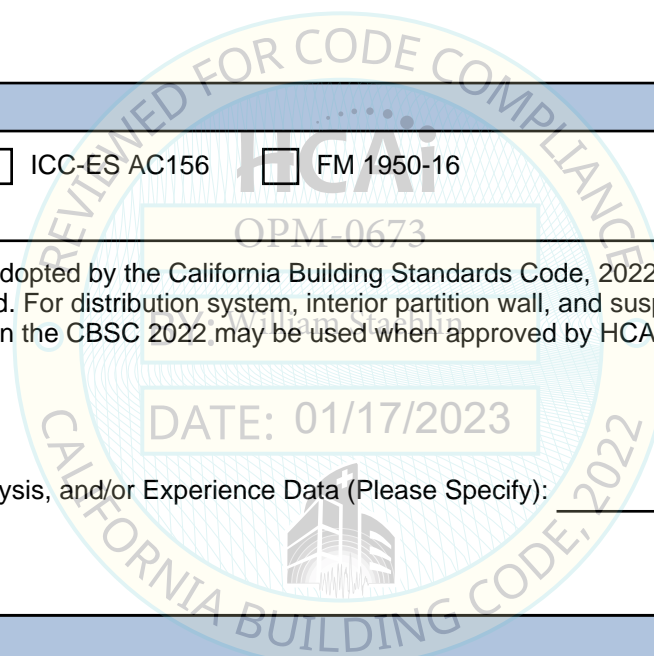 REVIEWED FOR CODE COMPLIANCE
HCAi
ICC-ES AC156 FM 1950-16
OPM-0673
dopted by the California Building Standards Code, 2022
d. For distribution system, interior partition wall, and sus
BY: William Staehlin
n the CBSC 2022 may be used when approved by HCA
DATE: 01/17/2023
ysis, and/or Experience Data (Please Specify):
CALIFORNIA BUILDING CODE, 2022